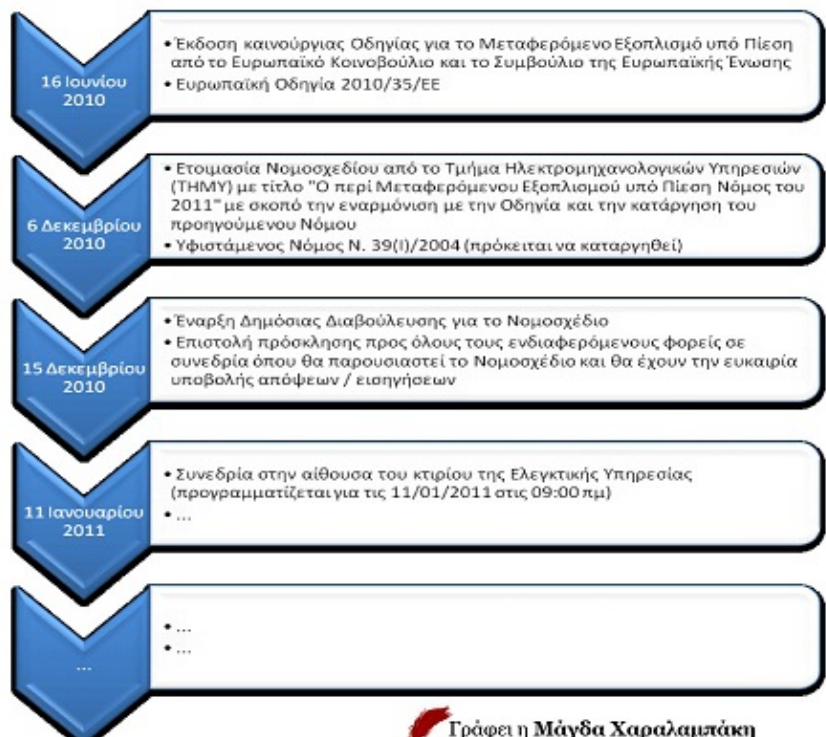 16 Ιουνίου
2010
• Έκδοση καινούργιας Οδηγίας για το Μεταφερόμενο Εξοπλισμό υπό Πίεση
από το Ευρωπαϊκό Κοινοβούλιο και το Συμβούλιο της Ευρωπαϊκής Ένωσης
• Ευρωπαϊκή Οδηγία 2010/35/ΕΕ
6 Δεκεμβρίου
2010
• Ετοιμασία Νομοσχεδίου από το Τμήμα Ηλεκτρομηχανολογικών Υπηρεσιών
(ΤΗΜΥ) με τίτλο "Ο περί Μεταφερόμενου Εξοπλισμού υπό Πίεση Νόμος του
2011" με σκοπό την εναρμόνιση με την Οδηγία και την κατάργηση του
προηγούμενου Νόμου
• Υφιστάμενος Νόμος Ν. 39(Ι)/2004 (πρόκειται να καταργηθεί)
15 Δεκεμβρίου
2010
• Έναρξη Δημόσιας Διαβούλευσης για το Νομοσχέδιο
• Επιστολή πρόσκλησης προς όλους τους ενδιαφερόμενους φορείς σε
συνεδρία όπου θα παρουσιαστεί το Νομοσχέδιο και θα έχουν την ευκαιρία
υποβολής απόψεων / εισηγήσεων
11 Ιανουαρίου
2011
• Συνεδρία στην αίθουσα του κτιρίου της Ελεγκτικής Υπηρεσίας
(προγραμματίζεται για τις 11/01/2011 στις 09:00 πμ)
• ...
...
• ...
• ...
Γράφει η Μάγδα Χαραλαμπάκη